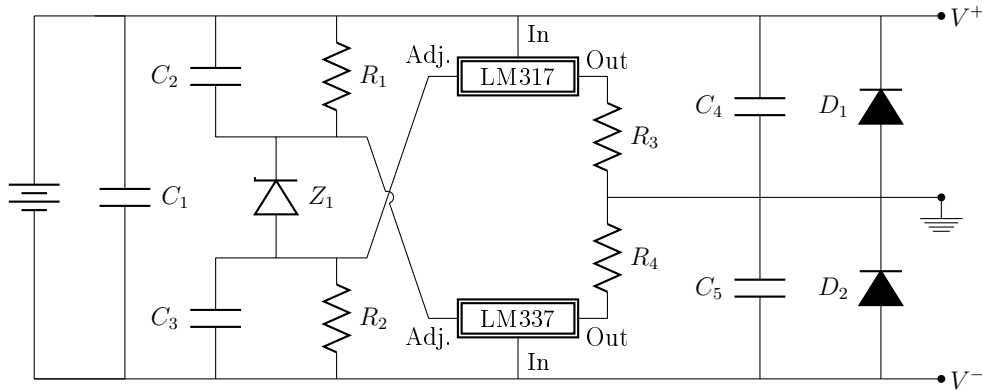 V⁺
In
Adj.
Out
LM317
C₂
R₁
C₄
D₁
R₃
C₁
Z₁
R₄
C₃
R₂
C₅
D₂
LM337
Adj.
Out
In
V⁻